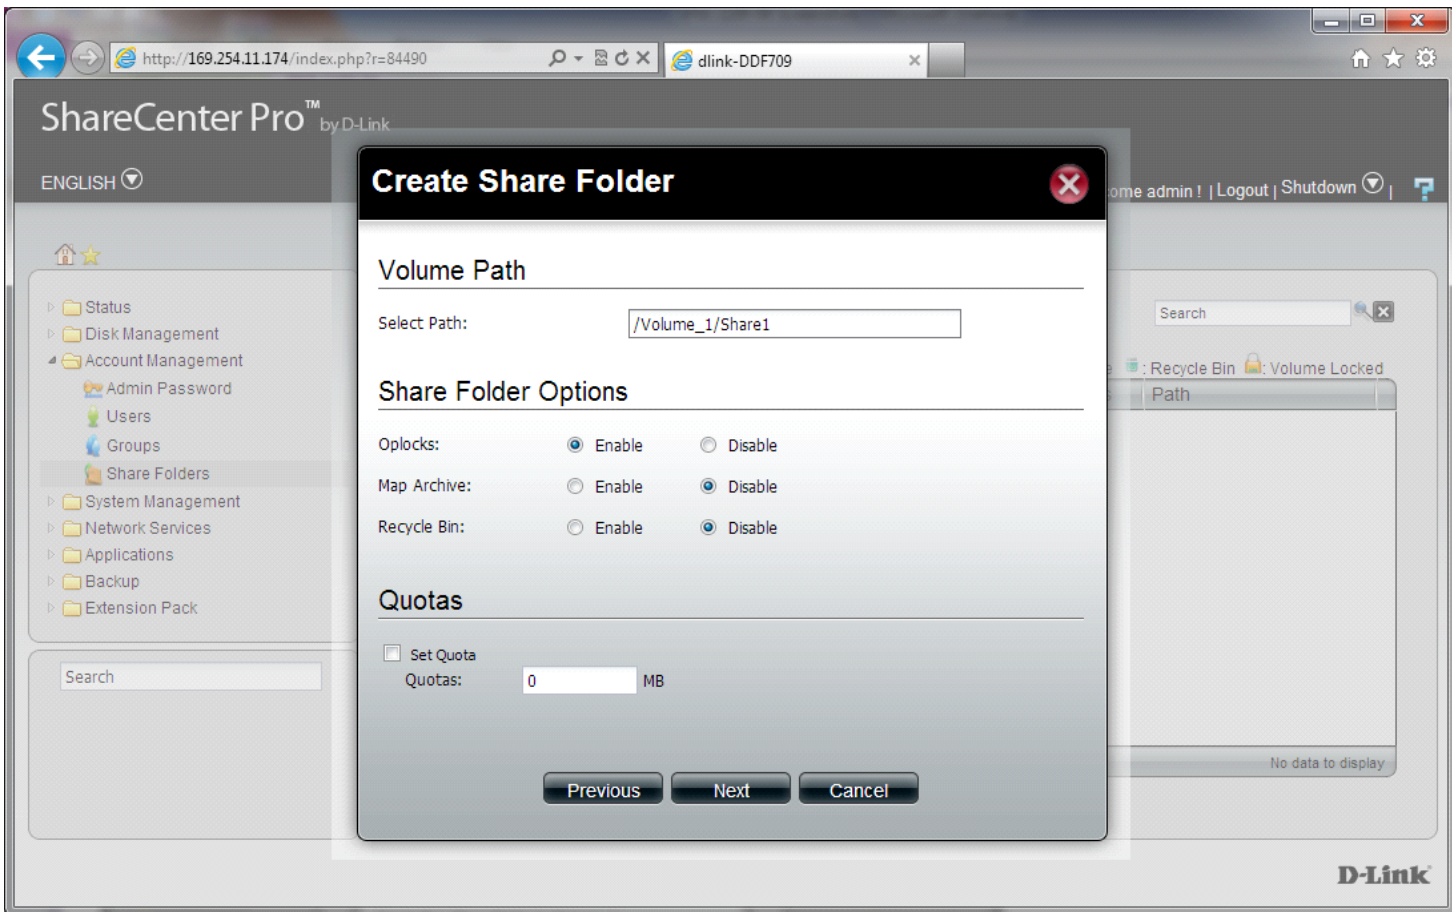 http://169.254.11.174/index.php?r=84490
dlink-DDF709
ShareCenter Pro™ by D-Link
ENGLISH
admin ! | Logout | Shutdown |
?
Create Share Folder
Volume Path
Select Path: /Volume_1/Share1
Share Folder Options
Oplocks: Enable Disable
Map Archive: Enable Disable
Recycle Bin: Enable Disable
Quotas
Set Quota
Quotas: 0 MB
Previous Next Cancel
Status
Disk Management
Account Management
Admin Password
Users
Groups
Share Folders
System Management
Network Services
Applications
Backup
Extension Pack
Search
Search
: Recycle Bin : Volume Locked
Path
No data to display
D-Link